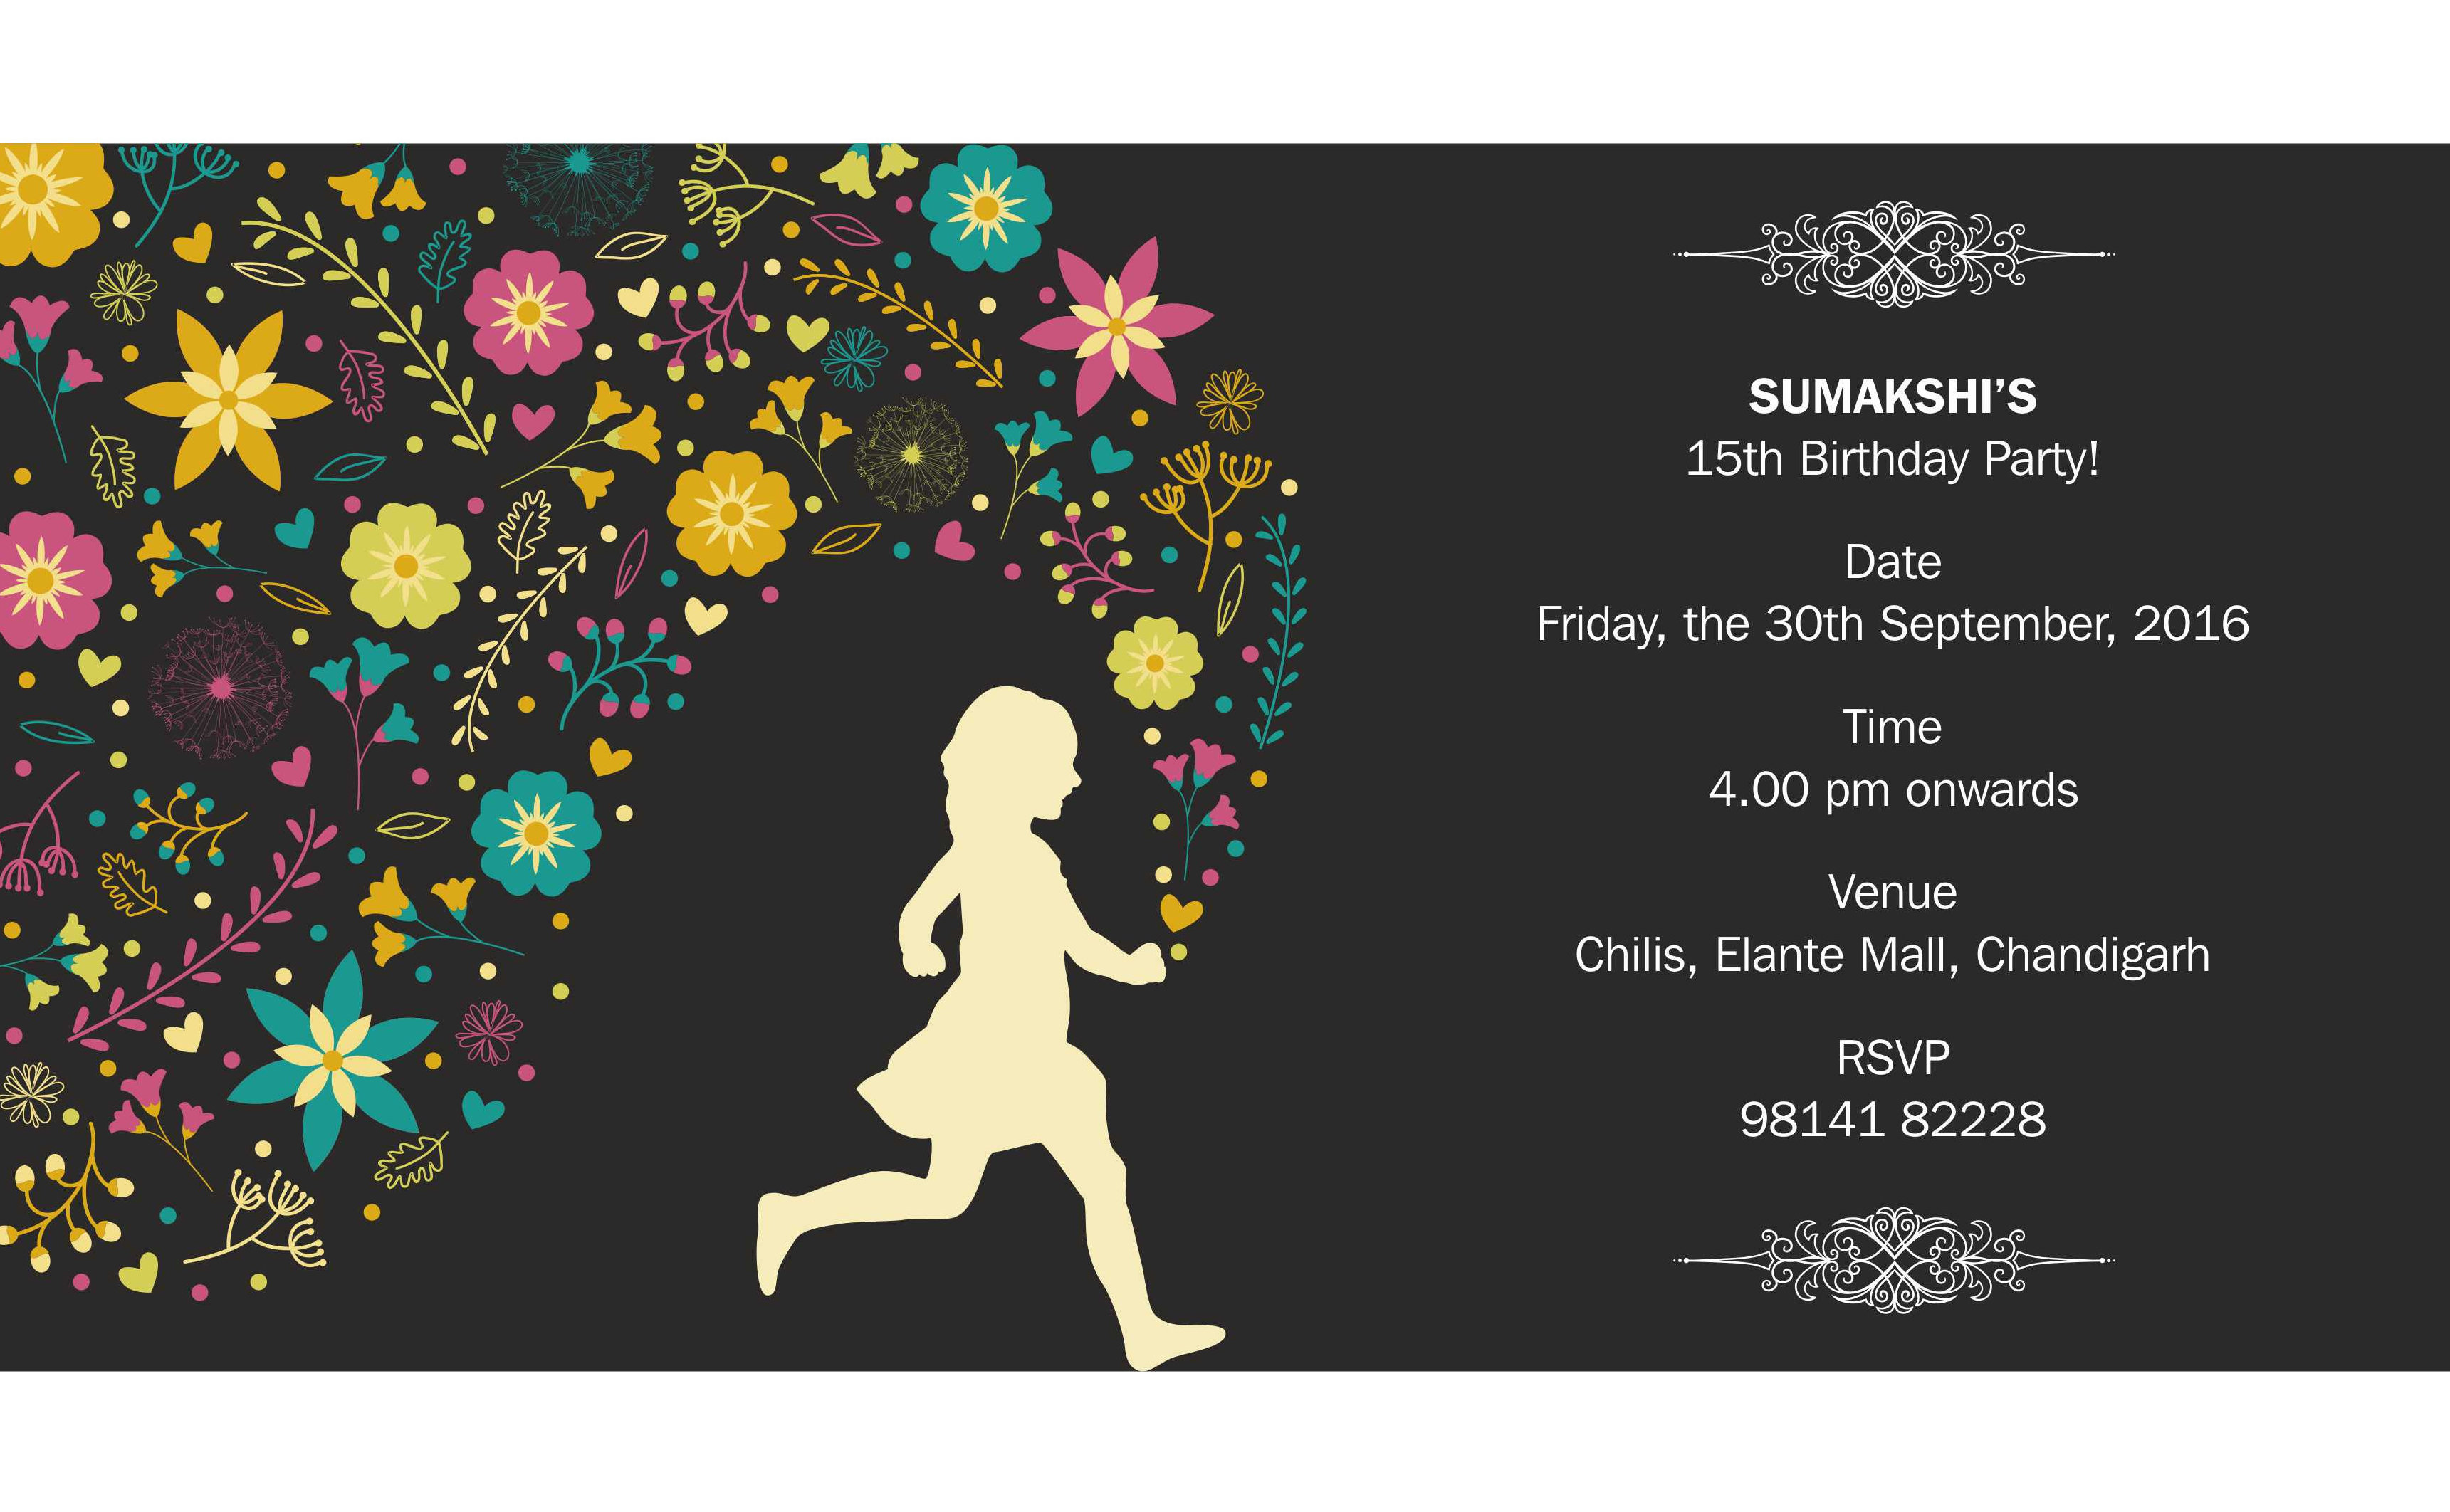 SUMAKSHI’S
15th Birthday Party!
Date
Friday, the 30th September, 2016
Time
4.00 pm onwards
Venue
Chilis, Elante Mall, Chandigarh
RSVP
98141 82228